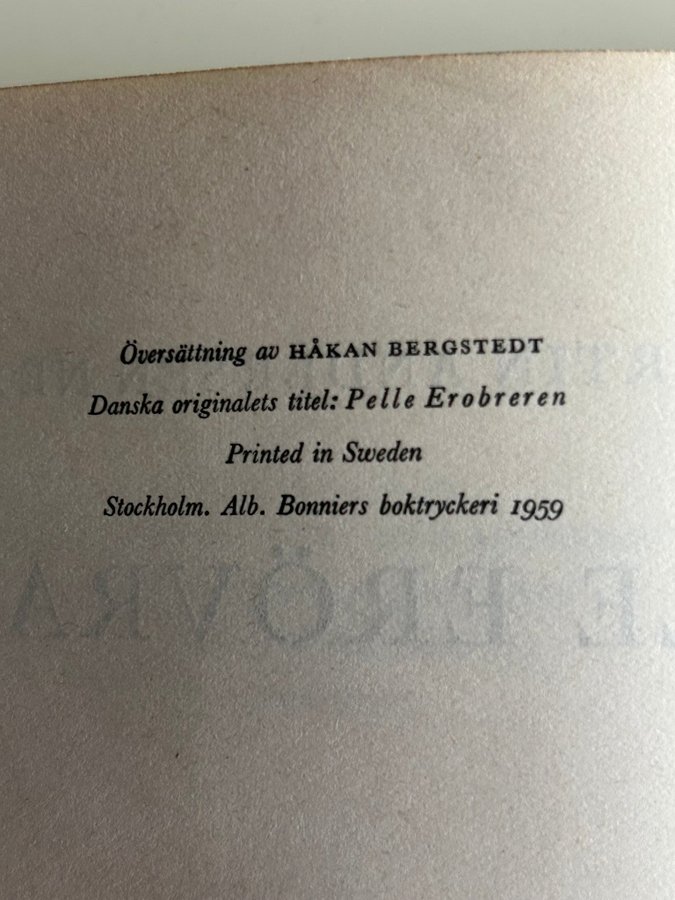 Översättning av HÅKAN BERGSTEDT
Danska originalets titel: Pelle Erobreren
Printed in Sweden
Stockholm. Alb. Bonniers boktryckeri 1959